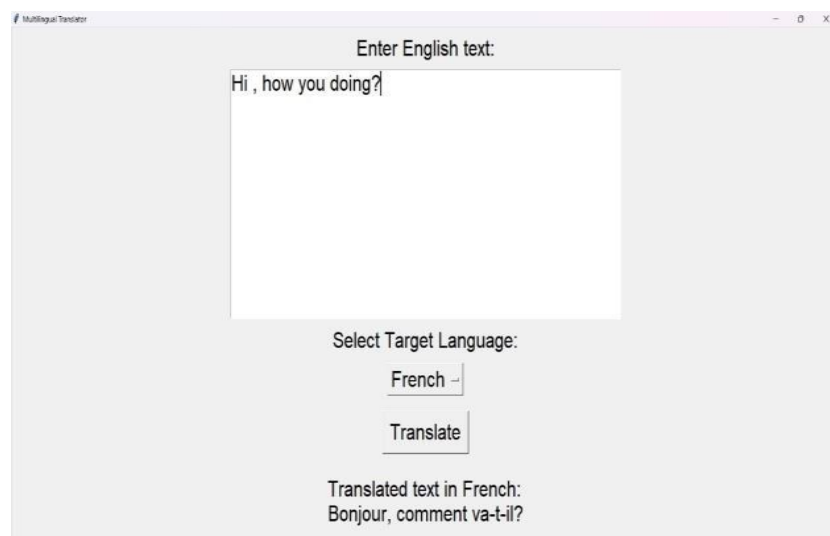 Multilingual Translator
Enter English text:
Hi , how you doing?
Select Target Language:
French
Translate
Translated text in French:
Bonjour, comment va-t-il?